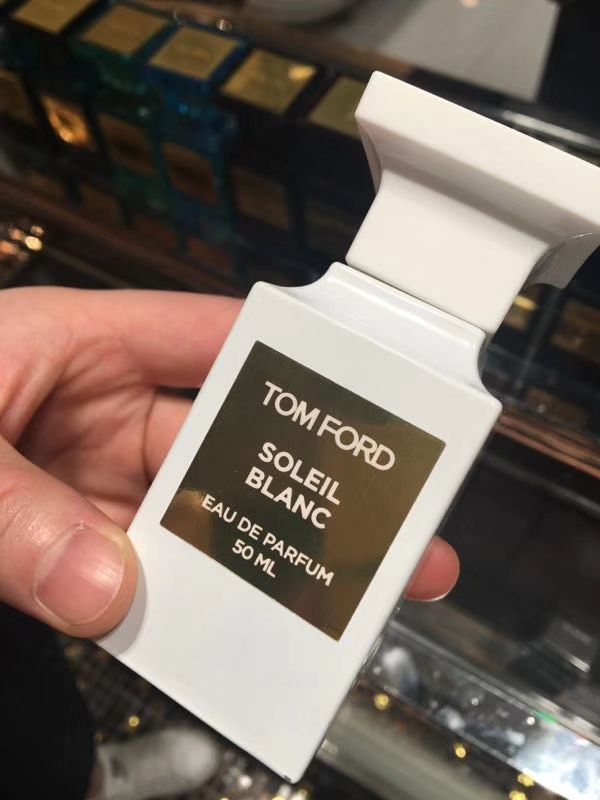 TOM FORD
SOLEIL
BLANC
EAU DE PARFUM
50 ML